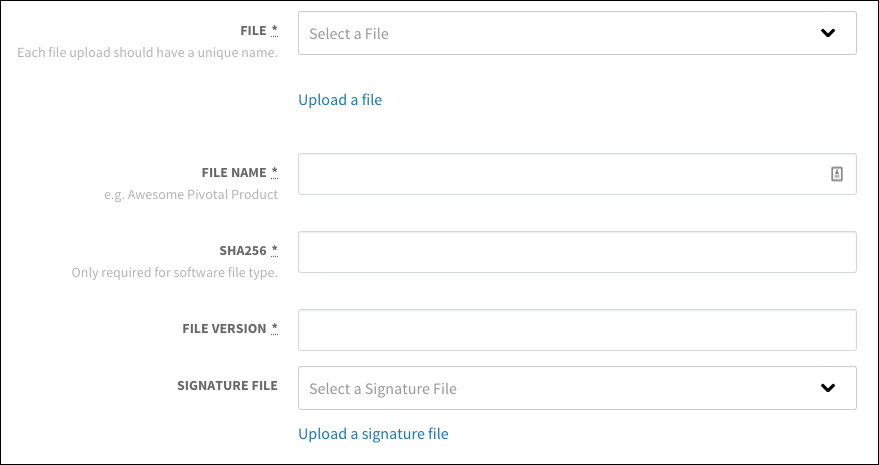 FILE *
Select a File
Each file upload should have a unique name.
Upload a file
FILE NAME *
e.g. Awesome Pivotal Product
SHA256 *
Only required for software file type.
FILE VERSION *
SIGNATURE FILE
Select a Signature File
Upload a signature file